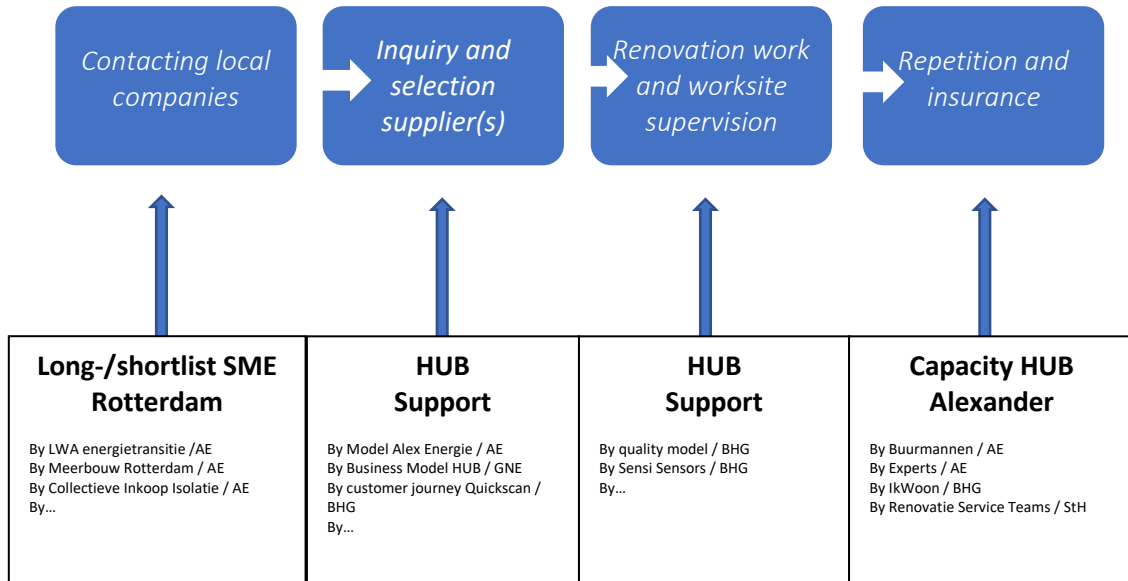 Contacting local
companies
Inquiry and
selection
supplier(s)
Renovation work
and worksite
supervision
Repetition and
insurance
Long-/shortlist SME
Rotterdam
By LWA energietransitie /AE
By Meerbouw Rotterdam / AE
By Collectieve Inkoop Isolatie / AE
By…
HUB
Support
By Model Alex Energie / AE
By Business Model HUB / GNE
By customer journey Quickscan /
BHG
By…
HUB
Support
By quality model / BHG
By Sensi Sensors / BHG
By…
Capacity HUB
Alexander
By Buurmannen / AE
By Experts / AE
By IkWoon / BHG
By Renovatie Service Teams / StH